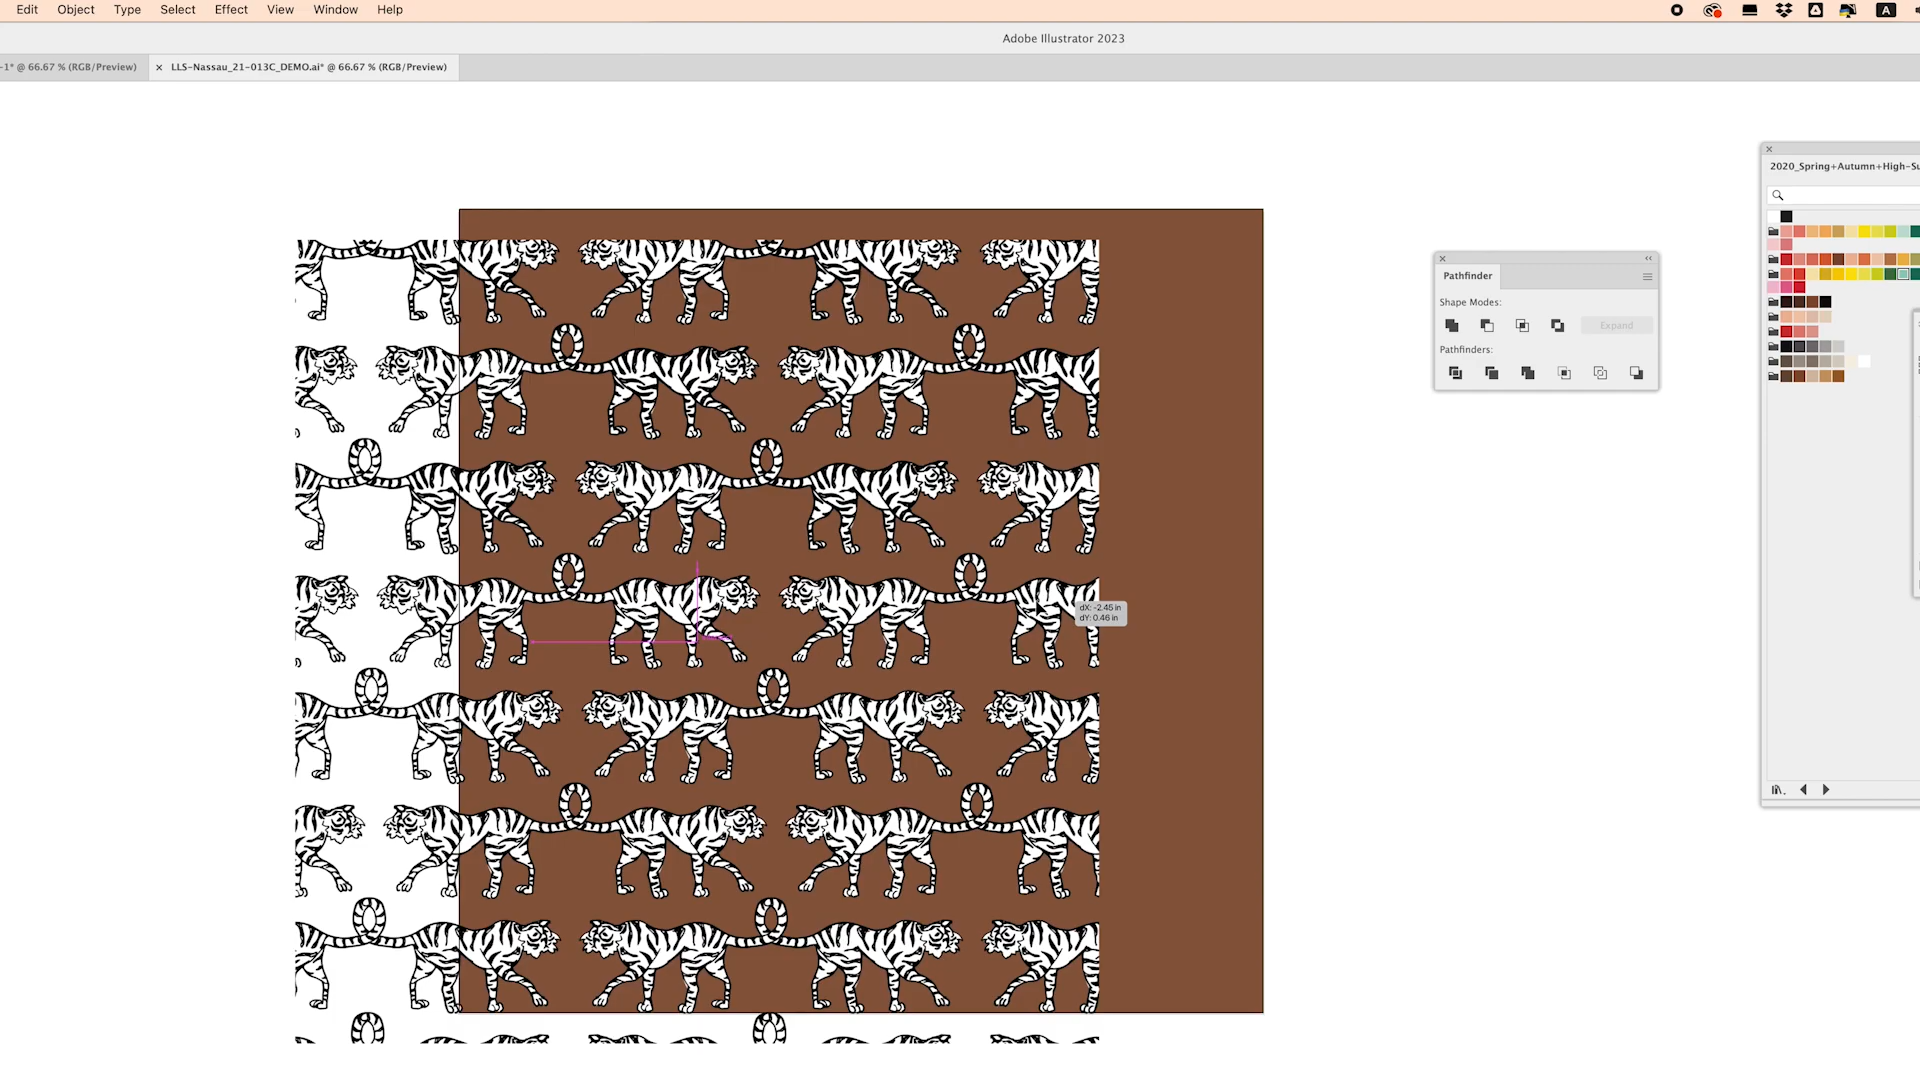 Edit Object Type Select Effect View Window Help
A
Adobe Illustrator 2023
-1* @ 66.67 % (RGB/Preview)
× LLS-Nassau_21-013C_DEMO.ai* @ 66.67 % (RGB/Preview)
2020_Spring+Autumn+High-Su
Pathfinder
Shape Modes:
Expand
Pathfinders:
dX: -2.45 in
dY: 0.46 in